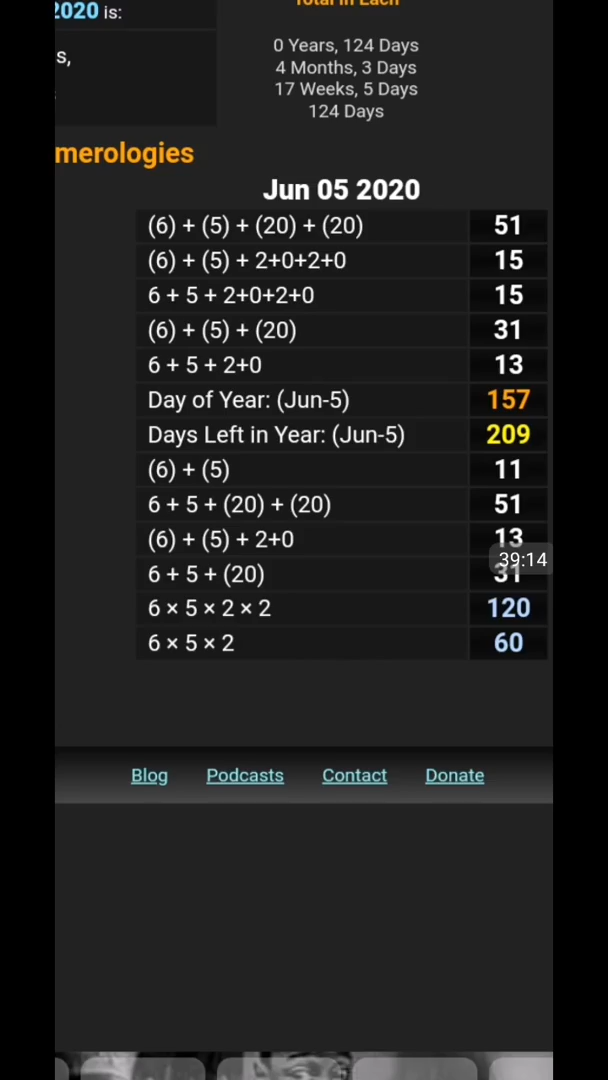 2020 is:
Total in Each
s,
0 Years, 124 Days
4 Months, 3 Days
17 Weeks, 5 Days
124 Days
merologies
Jun 05 2020
(6) + (5) + (20) + (20) 51
(6) + (5) + 2+0+2+0 15
6 + 5 + 2+0+2+0 15
(6) + (5) + (20) 31
6 + 5 + 2+0 13
Day of Year: (Jun-5) 157
Days Left in Year: (Jun-5) 209
(6) + (5) 11
6 + 5 + (20) + (20) 51
(6) + (5) + 2+0 13
39:14
6 + 5 + (20) 31
6 × 5 × 2 × 2 120
6 × 5 × 2 60
Blog Podcasts Contact Donate